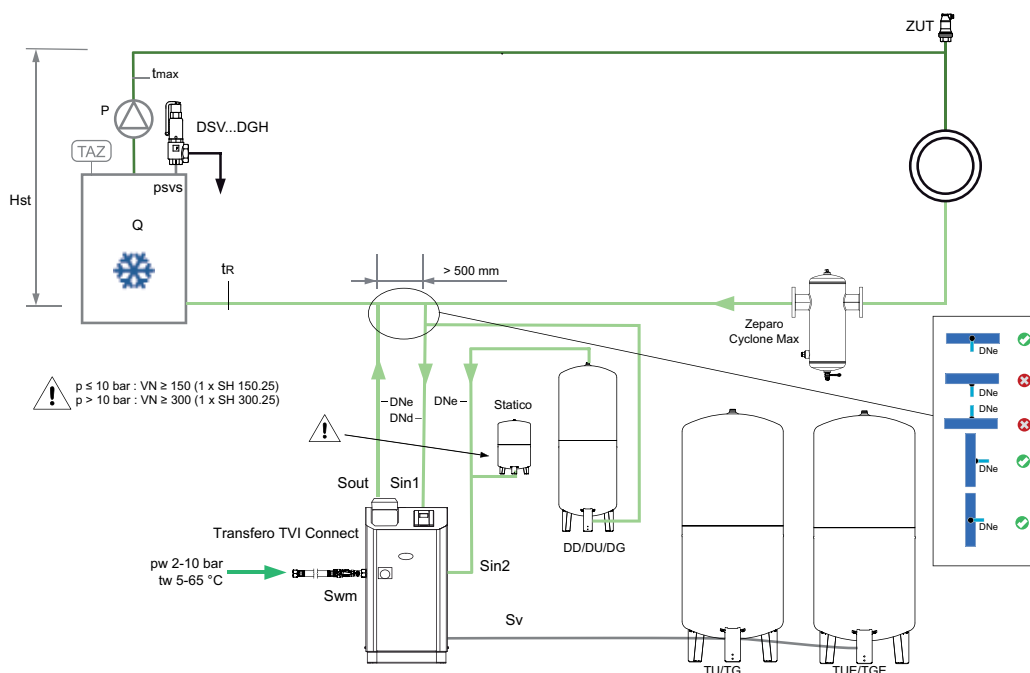 ZUT
tmax
P
DSV...DGH
TAZ
psvs
Hst
Q
> 500 mm
tR
Zeparo
Cyclone Max
DNe
DNe
DNe
DNe
DNe
p ≤ 10 bar : VN ≥ 150 (1 x SH 150.25)
p > 10 bar : VN ≥ 300 (1 x SH 300.25)
DNe
DNd
DNe
Statico
Sout
Sin1
Transfero TVI Connect
DD/DU/DG
pw 2-10 bar
tw 5-65 °C
Swm
Sin2
Sv
TU/TG
TUE/TGE